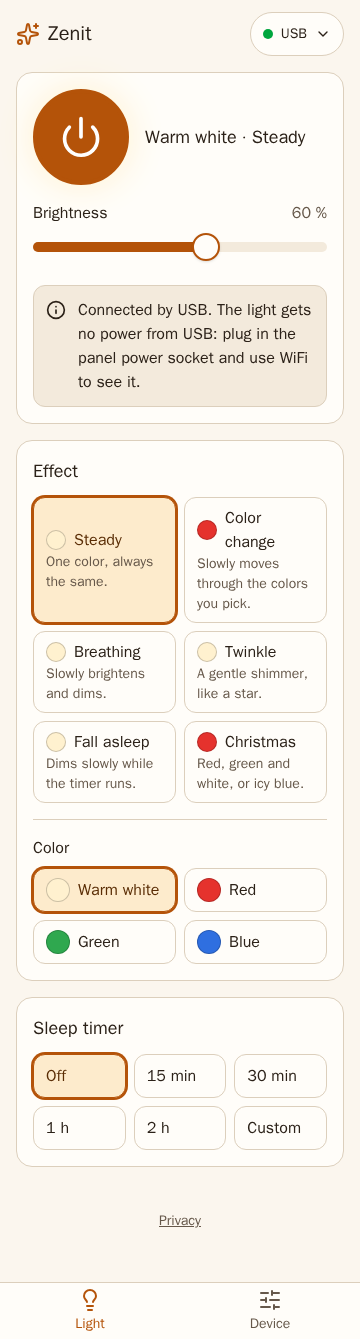 Zenit
USB
Warm white · Steady
Brightness
60 %
Connected by USB. The light gets
no power from USB: plug in the
panel power socket and use WiFi
to see it.
Effect
Steady
One color, always
the same.
Color
change
Slowly moves
through the colors
you pick.
Breathing
Slowly brightens
and dims.
Twinkle
A gentle shimmer,
like a star.
Fall asleep
Dims slowly while
the timer runs.
Christmas
Red, green and
white, or icy blue.
Color
Warm white
Red
Green
Blue
Sleep timer
Off
15 min
30 min
1 h
2 h
Custom
Privacy
Light
Device